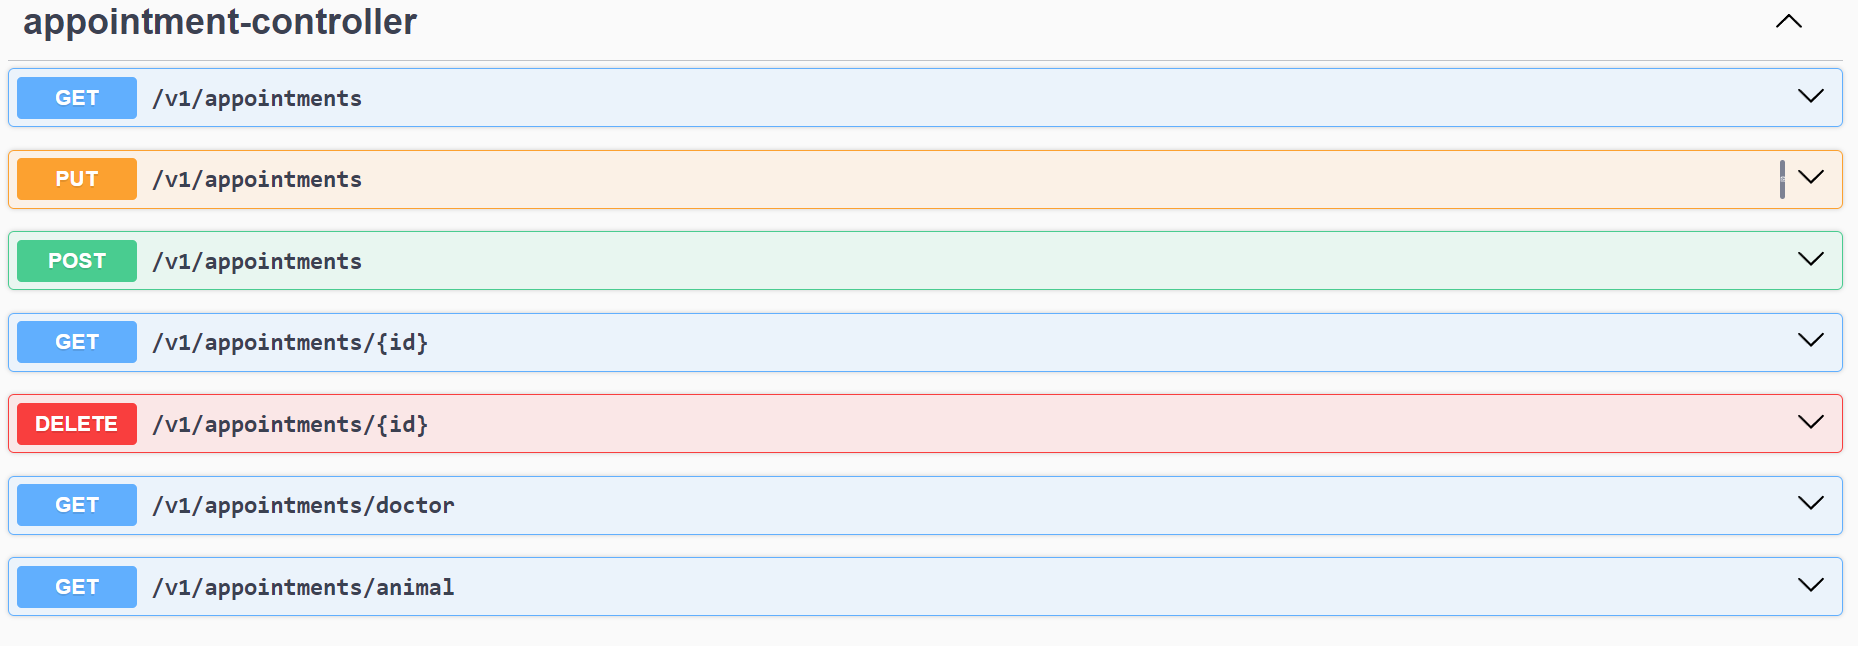 appointment-controller
GET /v1/appointments
PUT /v1/appointments
POST /v1/appointments
GET /v1/appointments/{id}
DELETE /v1/appointments/{id}
GET /v1/appointments/doctor
GET /v1/appointments/animal